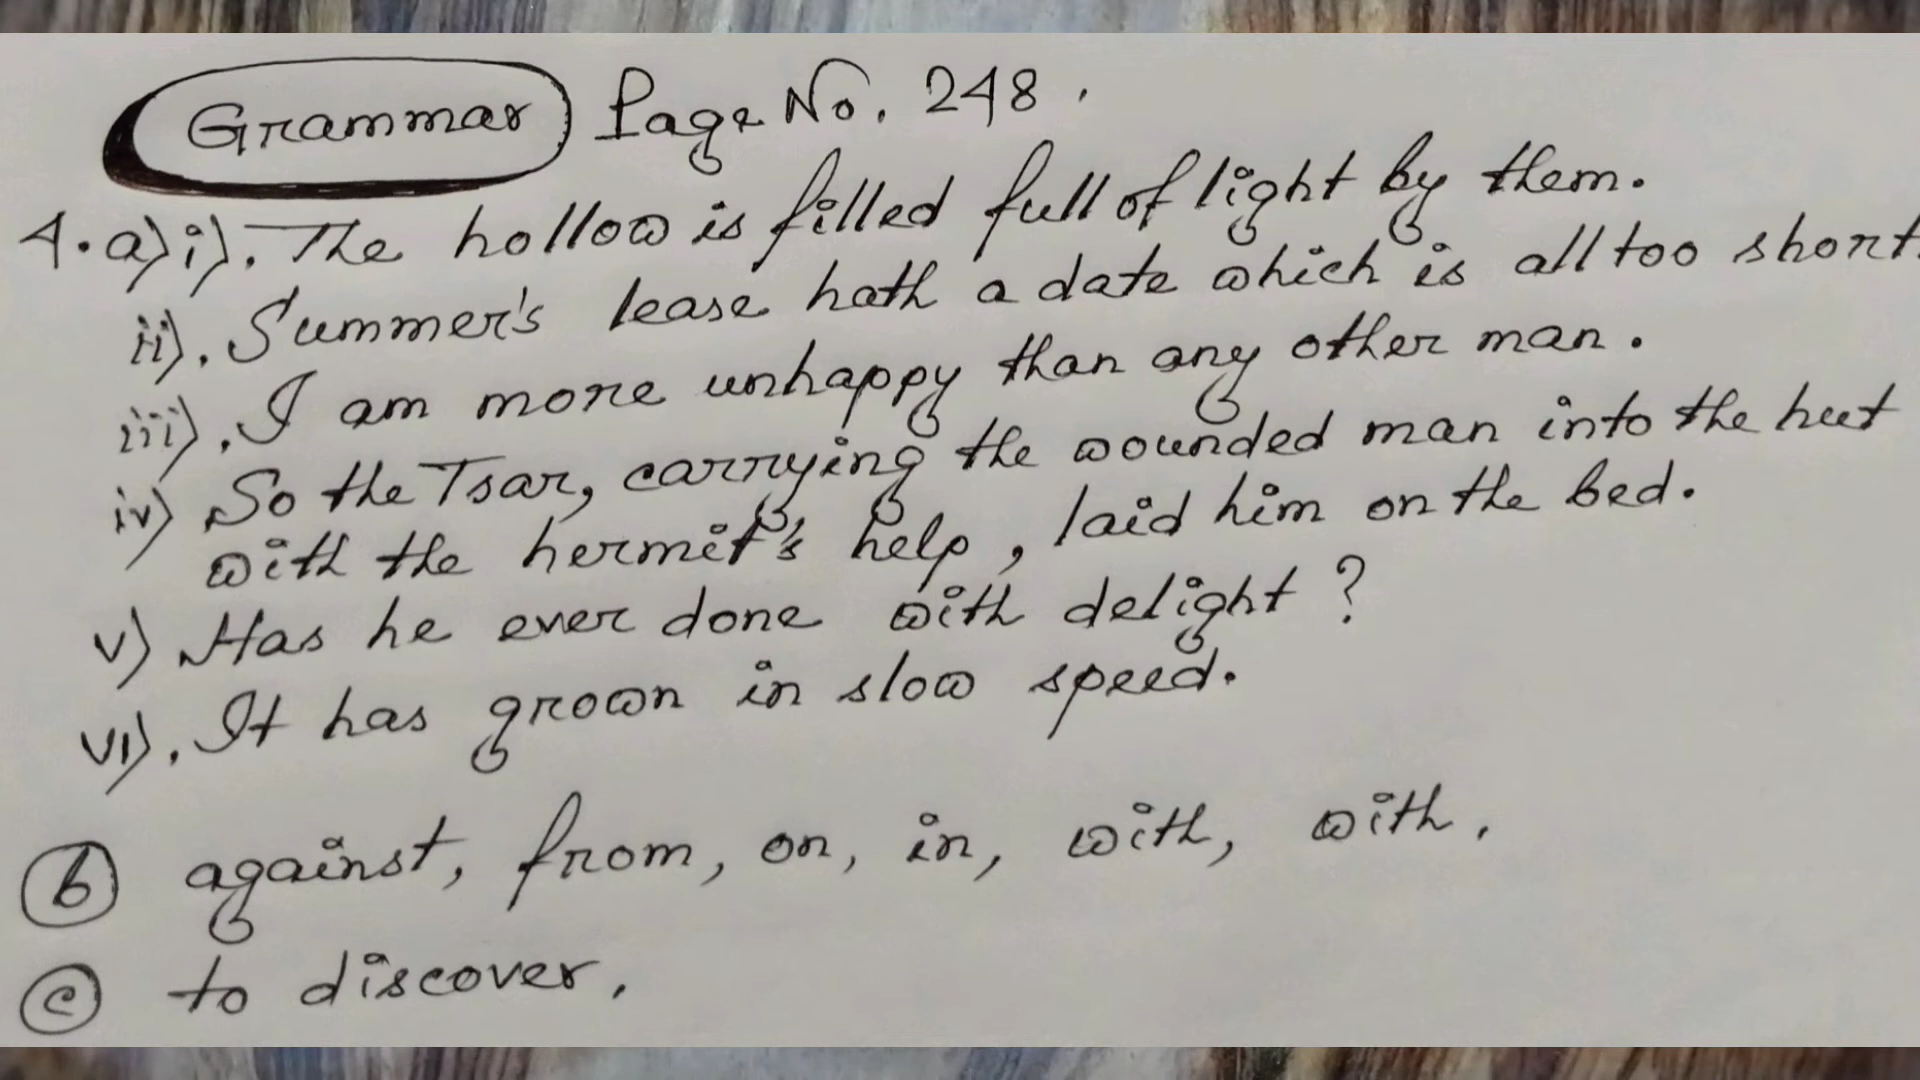 Grammar Page No. 248.
4. a) i). The hollow is filled full of light by them.
ii). Summer's lease hath a date which is all too short.
iii). I am more unhappy than any other man.
iv) So the Tsar, carrying the wounded man into the hut
with the hermit's help, laid him on the bed.
v) Has he ever done with delight?
vi). It has grown in slow speed.
b against, from, on, in, with, with.
c to discover.